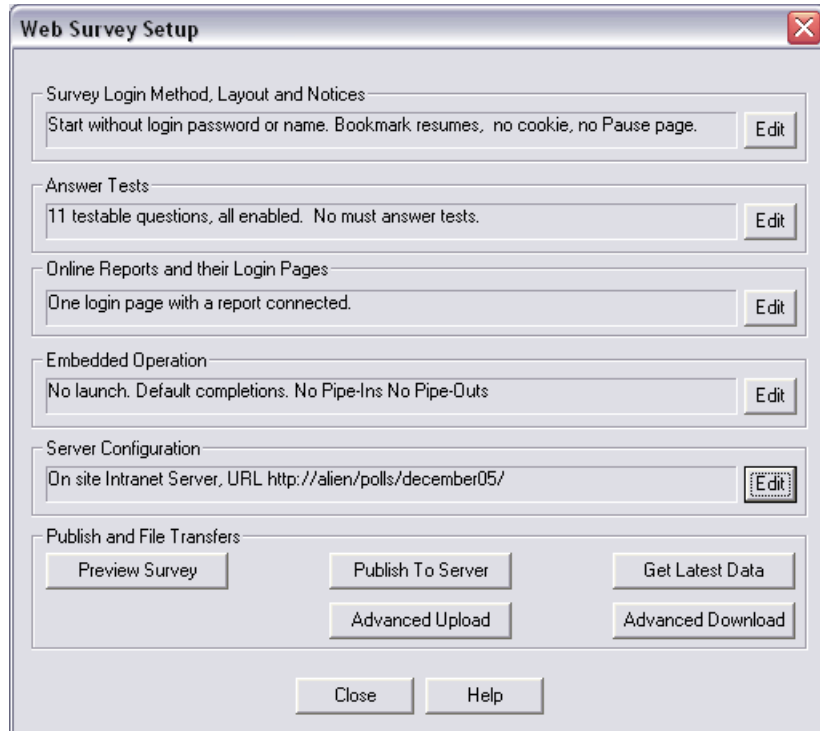 Web Survey Setup
Survey Login Method, Layout and Notices
Start without login password or name. Bookmark resumes,  no cookie, no Pause page.
Edit
Answer Tests
11 testable questions, all enabled.  No must answer tests.
Edit
Online Reports and their Login Pages
One login page with a report connected.
Edit
Embedded Operation
No launch. Default completions. No Pipe-Ins No Pipe-Outs
Edit
Server Configuration
On site Intranet Server, URL http://alien/polls/december05/
Edit
Publish and File Transfers
Preview Survey Publish To Server Get Latest Data
Advanced Upload Advanced Download
Close Help